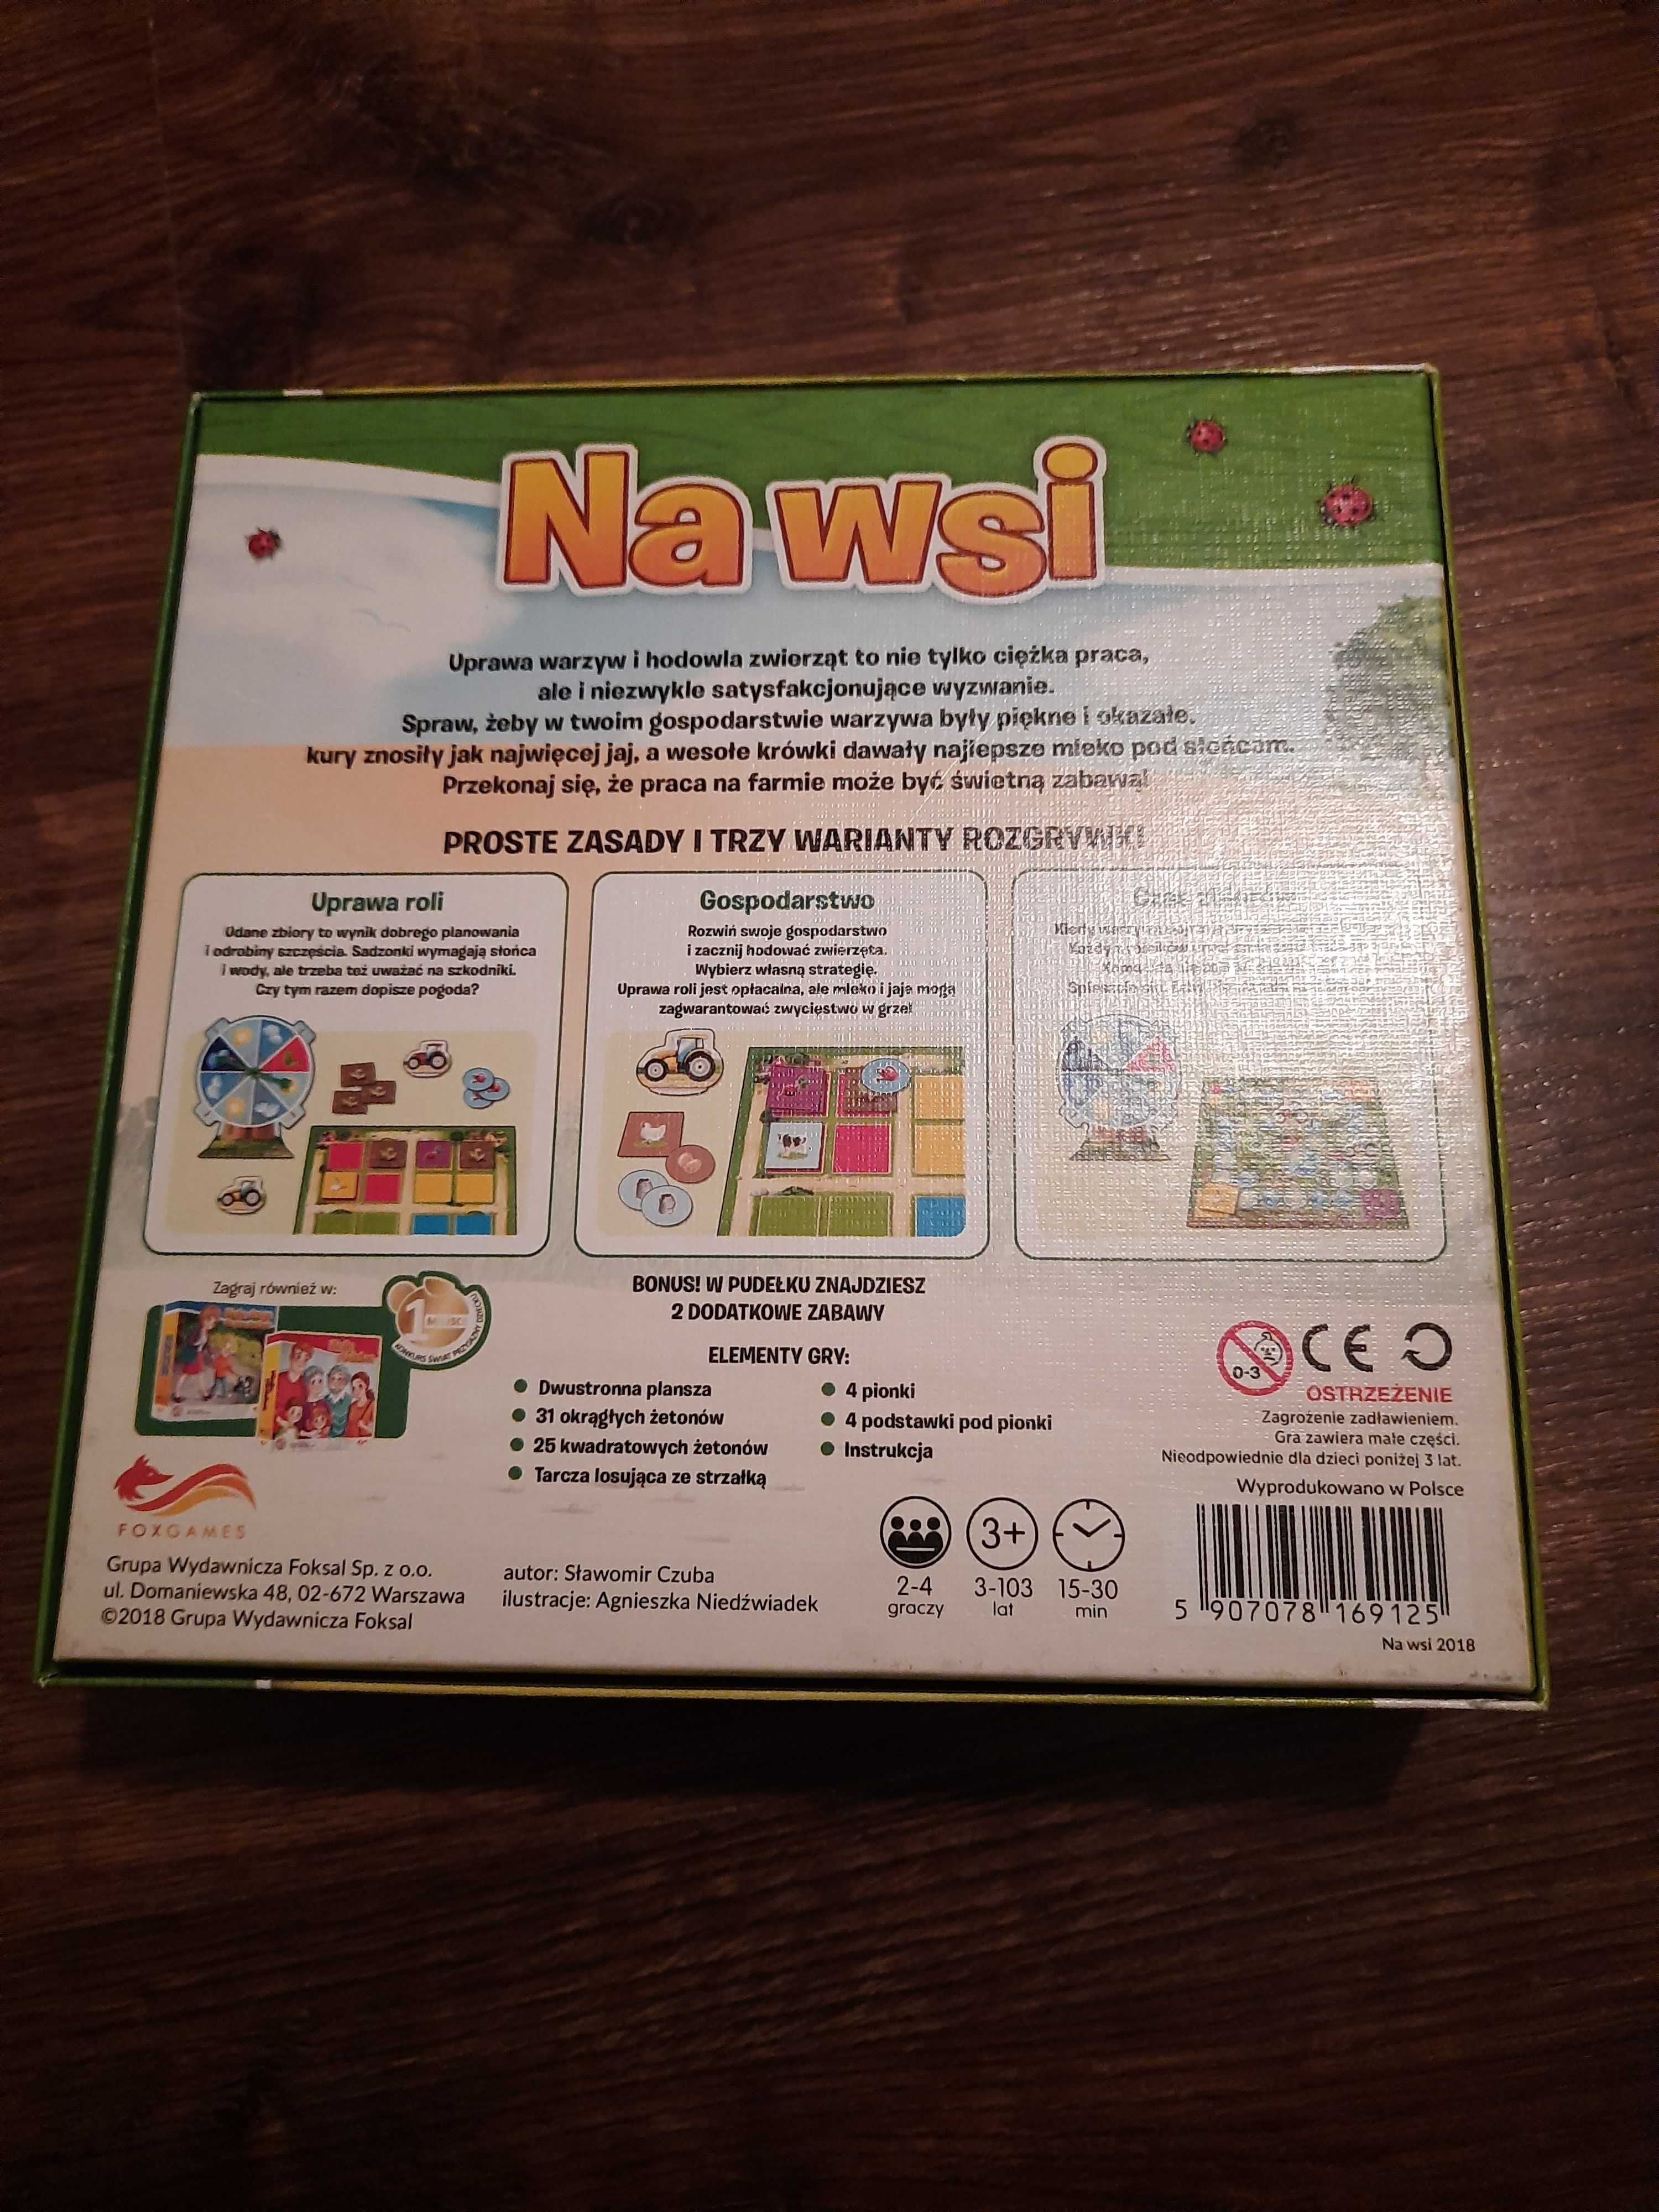 Na wsi
Uprawa warzyw i hodowla zwierząt to nie tylko ciężka praca,
ale i niezwykle satysfakcjonujące wyzwanie.
Spraw, żeby w twoim gospodarstwie warzywa były piękne i okazałe,
kury znosiły jak najwięcej jaj, a wesołe krówki dawały najlepsze mleko pod słońcem.
Przekonaj się, że praca na farmie może być świetną zabawą!
PROSTE ZASADY I TRZY WARIANTY ROZGRYWKI!
Uprawa roli
Udane zbiory to wynik dobrego planowania
i odrobiny szczęścia. Sadzonki wymagają słońca
i wody, ale trzeba też uważać na szkodniki.
Czy tym razem dopisze pogoda?
Gospodarstwo
Rozwiń swoje gospodarstwo
i zacznij hodować zwierzęta.
Wybierz własną strategię.
Uprawa roli jest opłacalna, ale mleko i jaja mogą
zagwarantować zwycięstwo w grze!
Zagraj również w:
1
MIEJSCE
KONKURS ŚWIAT PRZYJAZNY DZIECKU
BONUS! W PUDEŁKU ZNAJDZIESZ
2 DODATKOWE ZABAWY
ELEMENTY GRY:
Dwustronna plansza
31 okrągłych żetonów
25 kwadratowych żetonów
Tarcza losująca ze strzałką
4 pionki
4 podstawki pod pionki
Instrukcja
0-3
CE
OSTRZEŻENIE
Zagrożenie zadławieniem.
Gra zawiera małe części.
Nieodpowiednie dla dzieci poniżej 3 lat.
Wyprodukowano w Polsce
FOXGAMES
Grupa Wydawnicza Foksal Sp. z o.o.
ul. Domaniewska 48, 02-672 Warszawa
©2018 Grupa Wydawnicza Foksal
autor: Sławomir Czuba
ilustracje: Agnieszka Niedźwiadek
2-4
graczy
3+
3-103
lat
15-30
min
5 907078 169125
Na wsi 2018